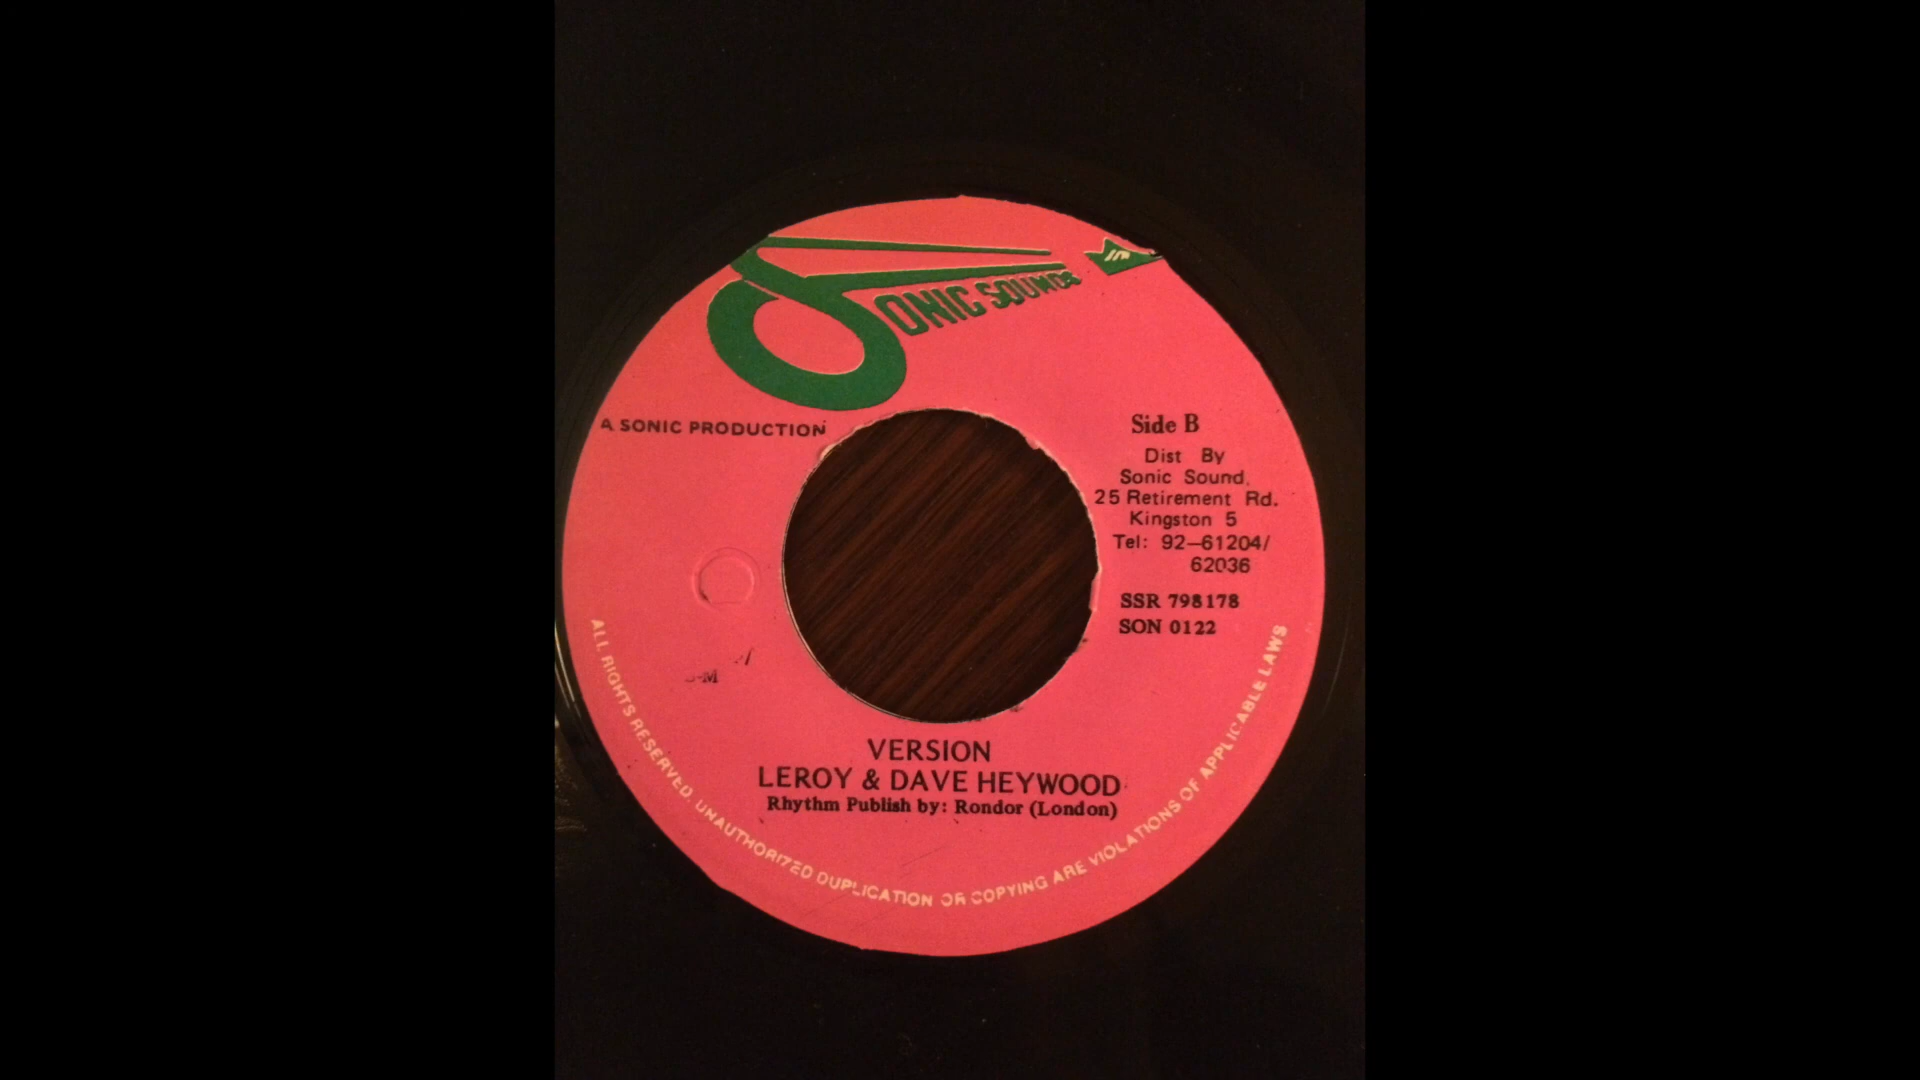 SONIC SOUNDS
A SONIC PRODUCTION
Side B
Dist By
Sonic Sound,
25 Retirement Rd.
Kingston 5
Tel: 92-61204/
62036
SSR 798178
SON 0122
VERSION
LEROY & DAVE HEYWOOD
Rhythm Publish by: Rondor (London)
ALL RIGHTS RESERVED. UNAUTHORIZED DUPLICATION OR COPYING ARE VIOLATIONS OF APPLICABLE LAWS